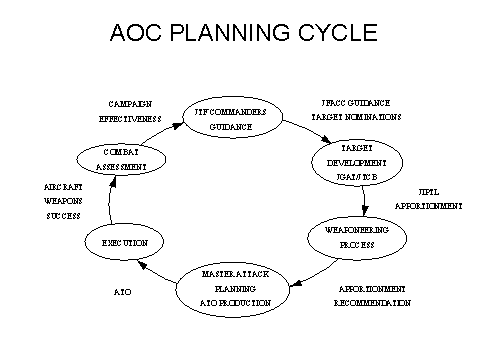 AOC PLANNING CYCLE
CAMPAIGN
EFFECTIVENESS
JTF COMMANDERS
GUIDANCE
JFACC GUIDANCE
TARGET NOMINATIONS
TARGET
DEVELOPMENT
JGAT/JTCB
JIPTL
APPORTIONMENT
WEAPONEERING
PROCESS
APPORTIONMENT
RECOMMENDATION
MASTER ATTACK
PLANNING
ATO PRODUCTION
ATO
EXECUTION
AIRCRAFT
WEAPONS
SUCCESS
COMBAT
ASSESSMENT